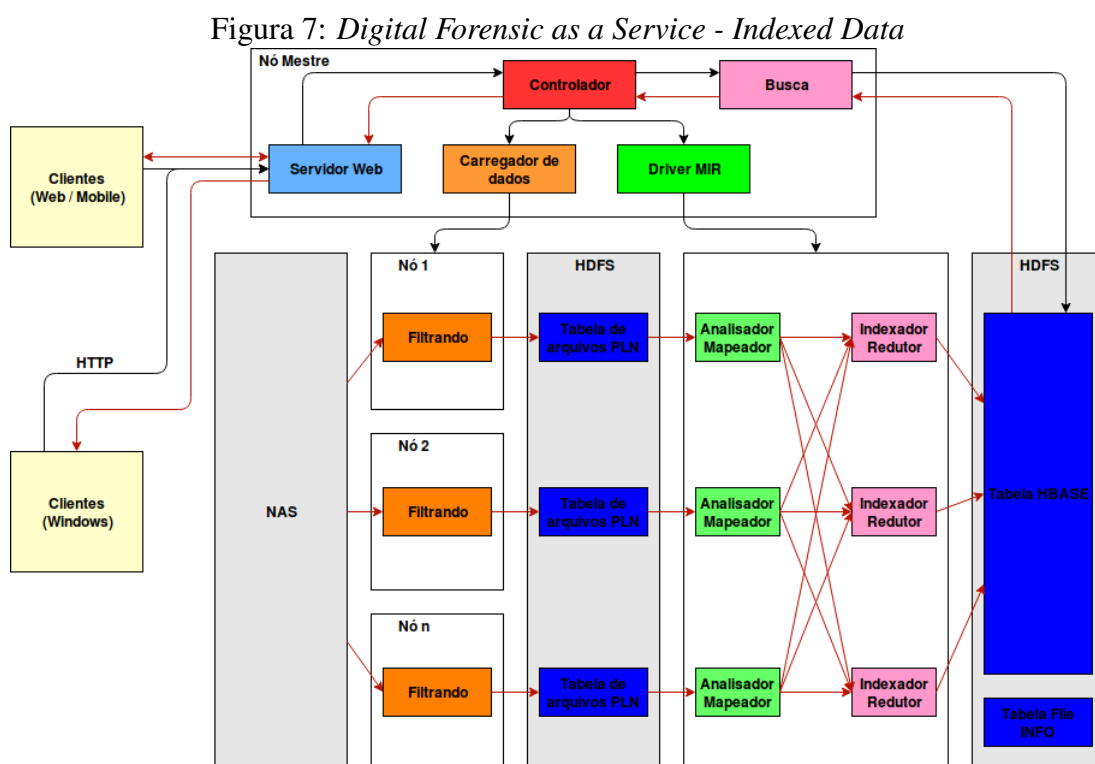 Figura 7: Digital Forensic as a Service - Indexed Data
Nó Mestre
Controlador
Busca
Clientes
(Web / Mobile)
Servidor Web
Carregador de
dados
Driver MIR
HTTP
Clientes
(Windows)
NAS
Nó 1
Filtrando
Nó 2
Filtrando
Nó n
Filtrando
HDFS
Tabela de
arquivos PLN
Tabela de
arquivos PLN
Tabela de
arquivos PLN
Analisador
Mapeador
Indexador
Redutor
Analisador
Mapeador
Indexador
Redutor
Analisador
Mapeador
Indexador
Redutor
HDFS
Tabela HBASE
Tabela File
INFO